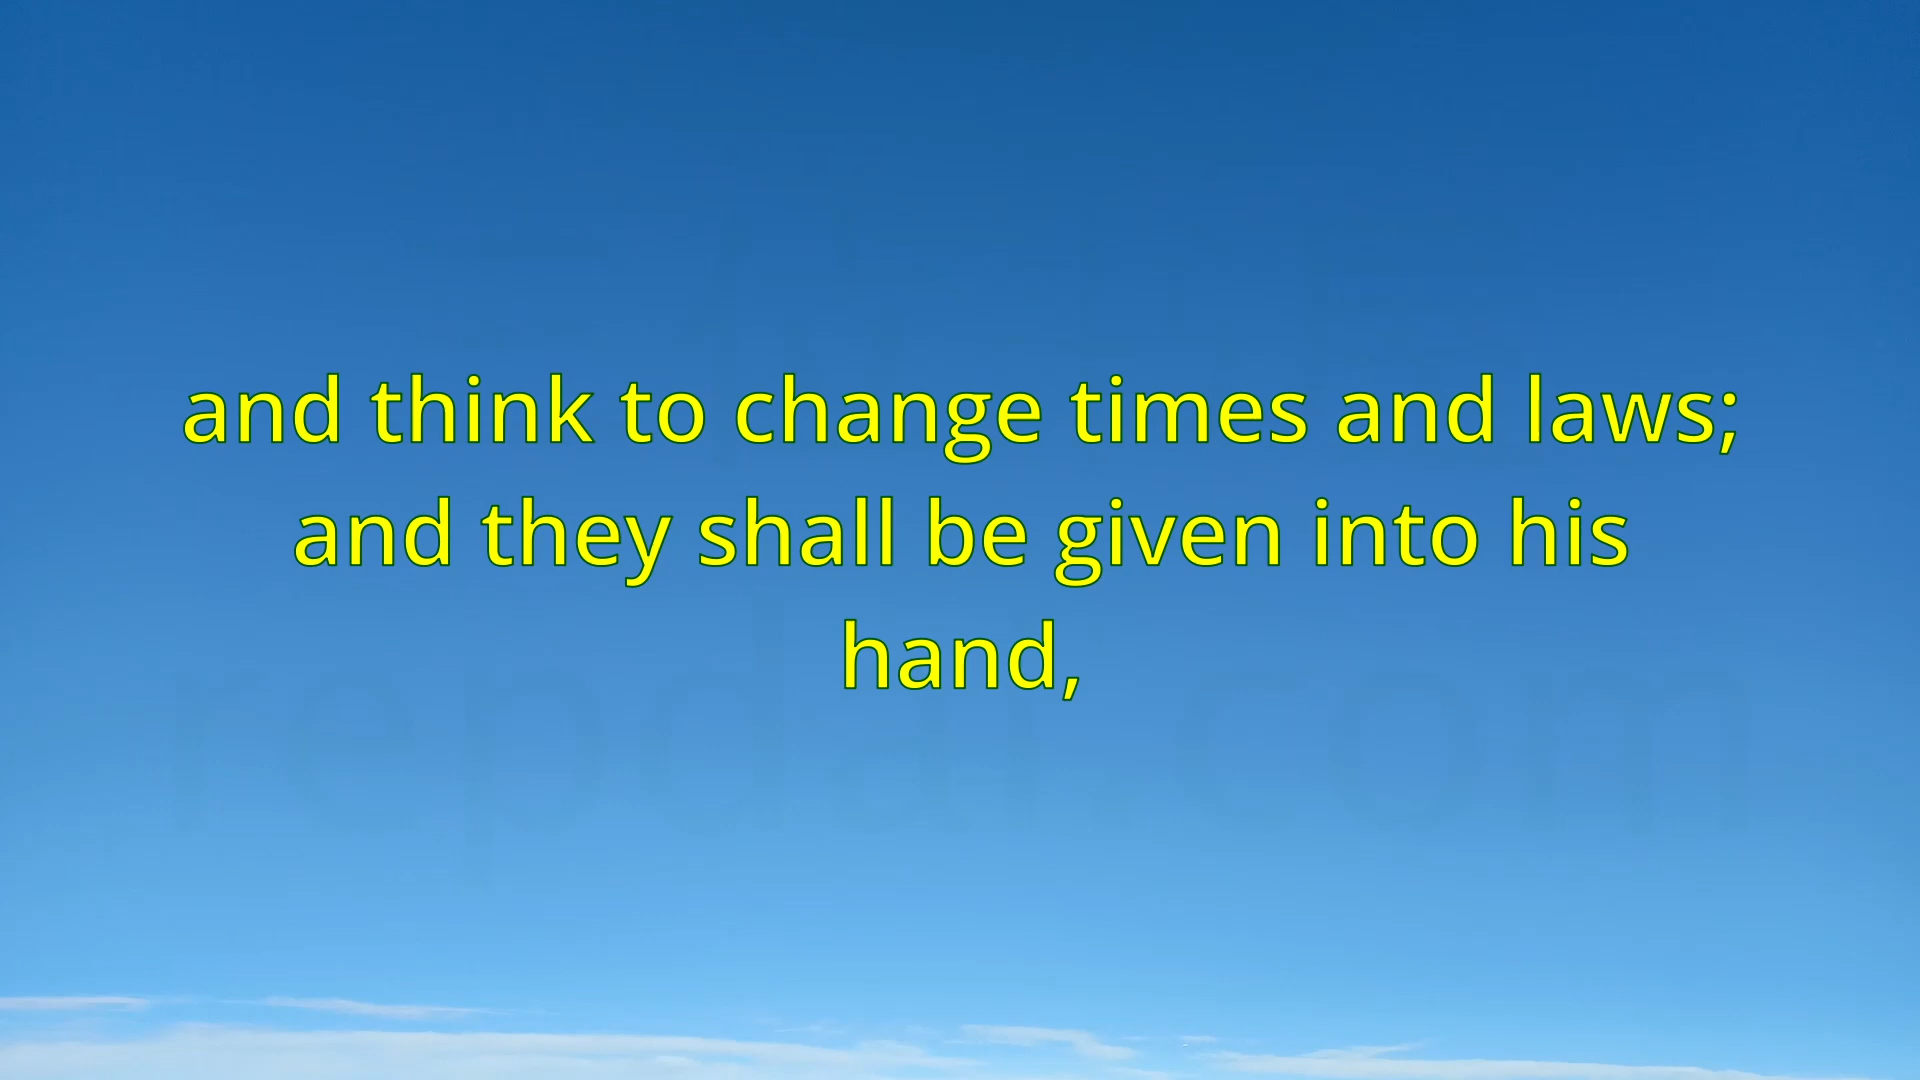 and think to change times and laws;
and they shall be given into his
hand,